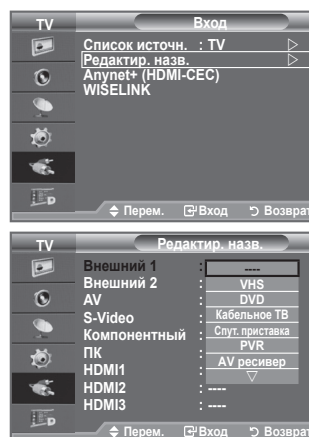 TV Вход
Список источн. : TV ▷
Редактир. назв. ▷
Anynet+ (HDMI-CEC)
WISELINK
Перем. Вход Возврат
TV Редактир. назв.
Внешний 1 : ----
Внешний 2 : VHS
AV : DVD
S-Video : Кабельное ТВ
Компонентный : Спут. приставка
ПК : PVR
HDMI1 : AV ресивер
HDMI2 : ----
HDMI3 : ----
Перем. Вход Возврат